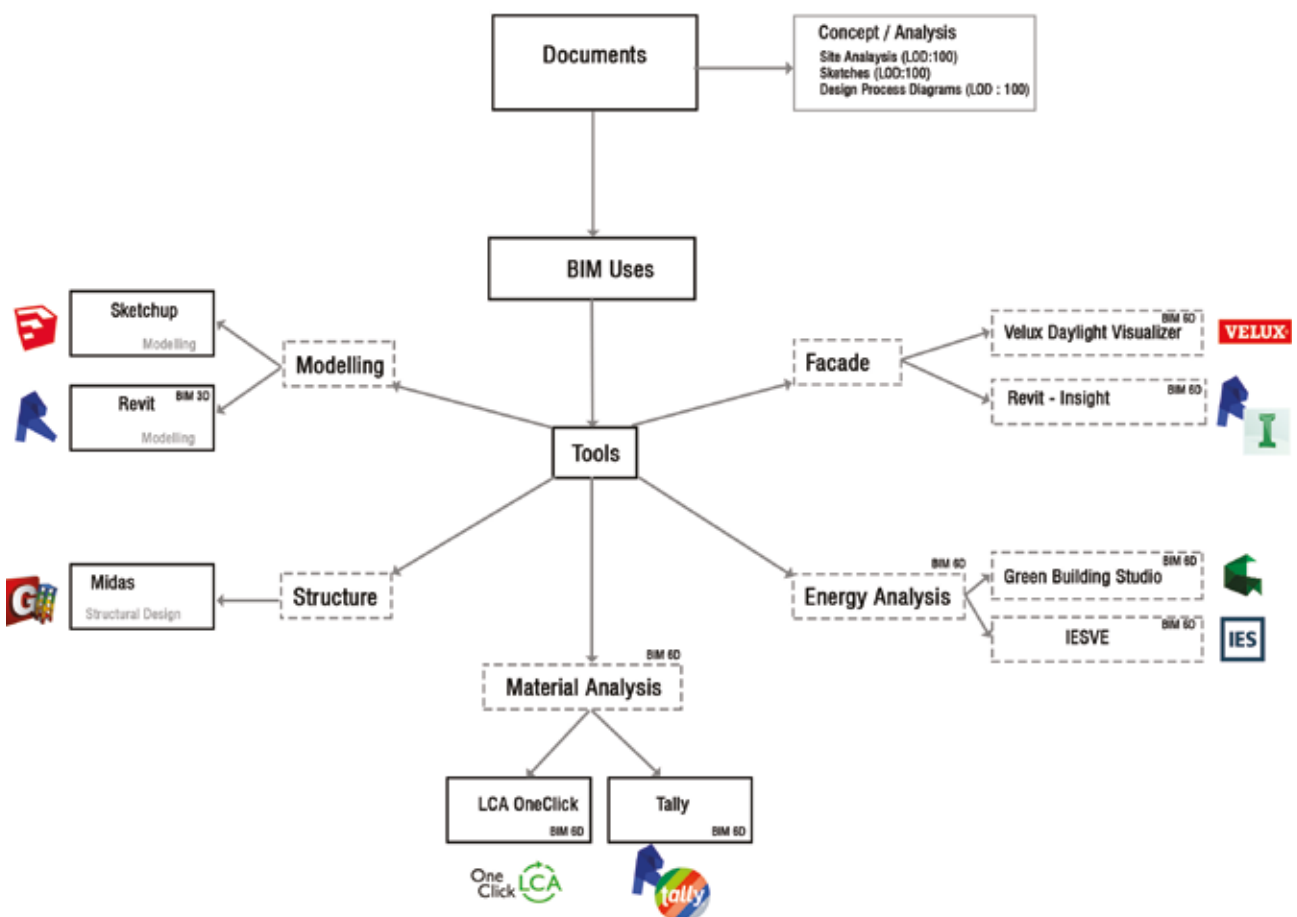 Documents
Concept / Analysis
Site Analaysis (LOD:100)
Sketches (LOD:100)
Design Process Diagrams (LOD : 100)
BIM Uses
Sketchup
Modelling
Revit
BIM 3D
Modelling
Modelling
Facade
BIM 6D
Velux Daylight Visualizer
VELUX
Revit - Insight
BIM 6D
I
Tools
Midas
Structural Design
G
Structure
BIM 6D
Energy Analysis
BIM 6D
Green Building Studio
BIM 6D
IESVE
IES
BIM 6D
Material Analysis
LCA OneClick
BIM 6D
Tally
BIM 6D
One
Click LCA
tally